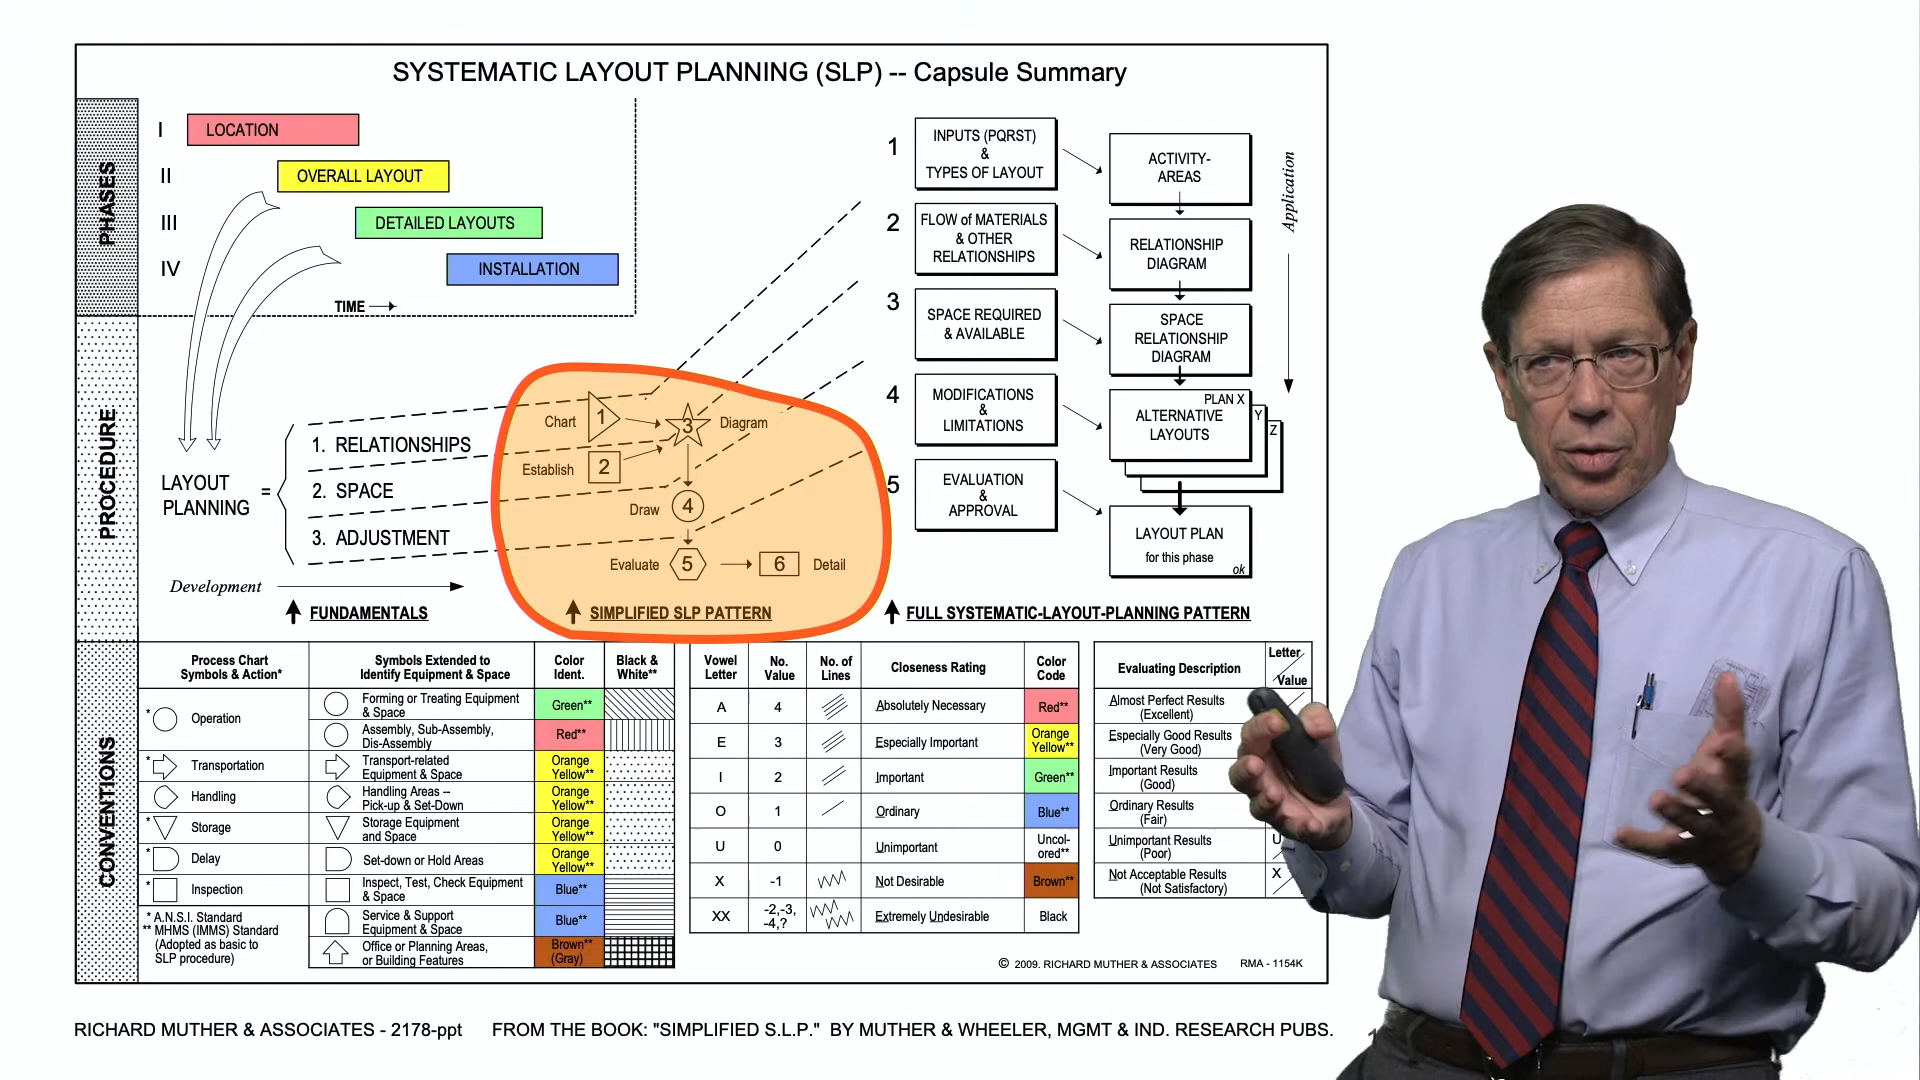 SYSTEMATIC LAYOUT PLANNING (SLP) -- Capsule Summary
PHASES
I
LOCATION
II
OVERALL LAYOUT
III
DETAILED LAYOUTS
IV
INSTALLATION
TIME
PROCEDURE
LAYOUT
PLANNING
=
1. RELATIONSHIPS
2. SPACE
3. ADJUSTMENT
Development
FUNDAMENTALS
Chart
1
3
Diagram
Establish
2
Draw
4
Evaluate
5
6
Detail
SIMPLIFIED SLP PATTERN
1
INPUTS (PQRST)
&
TYPES OF LAYOUT
ACTIVITY-
AREAS
2
FLOW of MATERIALS
& OTHER
RELATIONSHIPS
RELATIONSHIP
DIAGRAM
3
SPACE REQUIRED
& AVAILABLE
SPACE
RELATIONSHIP
DIAGRAM
4
MODIFICATIONS
&
LIMITATIONS
PLAN X
ALTERNATIVE
LAYOUTS
Y
Z
5
EVALUATION
&
APPROVAL
LAYOUT PLAN
for this phase
ok
Application
FULL SYSTEMATIC-LAYOUT-PLANNING PATTERN
CONVENTIONS
Process Chart
Symbols & Action*
Symbols Extended to
Identify Equipment & Space
Color
Ident.
Black &
White**
* Operation
Forming or Treating Equipment
& Space
Green**
Assembly, Sub-Assembly,
Dis-Assembly
Red**
* Transportation
Transport-related
Equipment & Space
Orange
Yellow**
Handling
Handling Areas --
Pick-up & Set-Down
Orange
Yellow**
* Storage
Storage Equipment
and Space
Orange
Yellow**
* Delay
Set-down or Hold Areas
Orange
Yellow**
* Inspection
Inspect, Test, Check Equipment
& Space
Blue**
Service & Support
Equipment & Space
Blue**
Office or Planning Areas,
or Building Features
Brown**
(Gray)
* A.N.S.I. Standard
** MHMS (IMMS) Standard
(Adopted as basic to
SLP procedure)
Vowel
Letter
No.
Value
No. of
Lines
Closeness Rating
Color
Code
A 4 Absolutely Necessary Red**
E 3 Especially Important Orange
Yellow**
I 2 Important Green**
O 1 Ordinary Blue**
U 0 Unimportant Uncol-
ored**
X -1 Not Desirable Brown**
XX -2,-3,
-4,? Extremely Undesirable Black
Evaluating Description
Letter
Value
Almost Perfect Results
(Excellent)
Especially Good Results
(Very Good)
Important Results
(Good)
Ordinary Results
(Fair)
Unimportant Results
(Poor)
U
Not Acceptable Results
(Not Satisfactory)
X
© 2009. RICHARD MUTHER & ASSOCIATES RMA - 1154K
RICHARD MUTHER & ASSOCIATES - 2178-ppt FROM THE BOOK: "SIMPLIFIED S.L.P." BY MUTHER & WHEELER, MGMT & IND. RESEARCH PUBS.